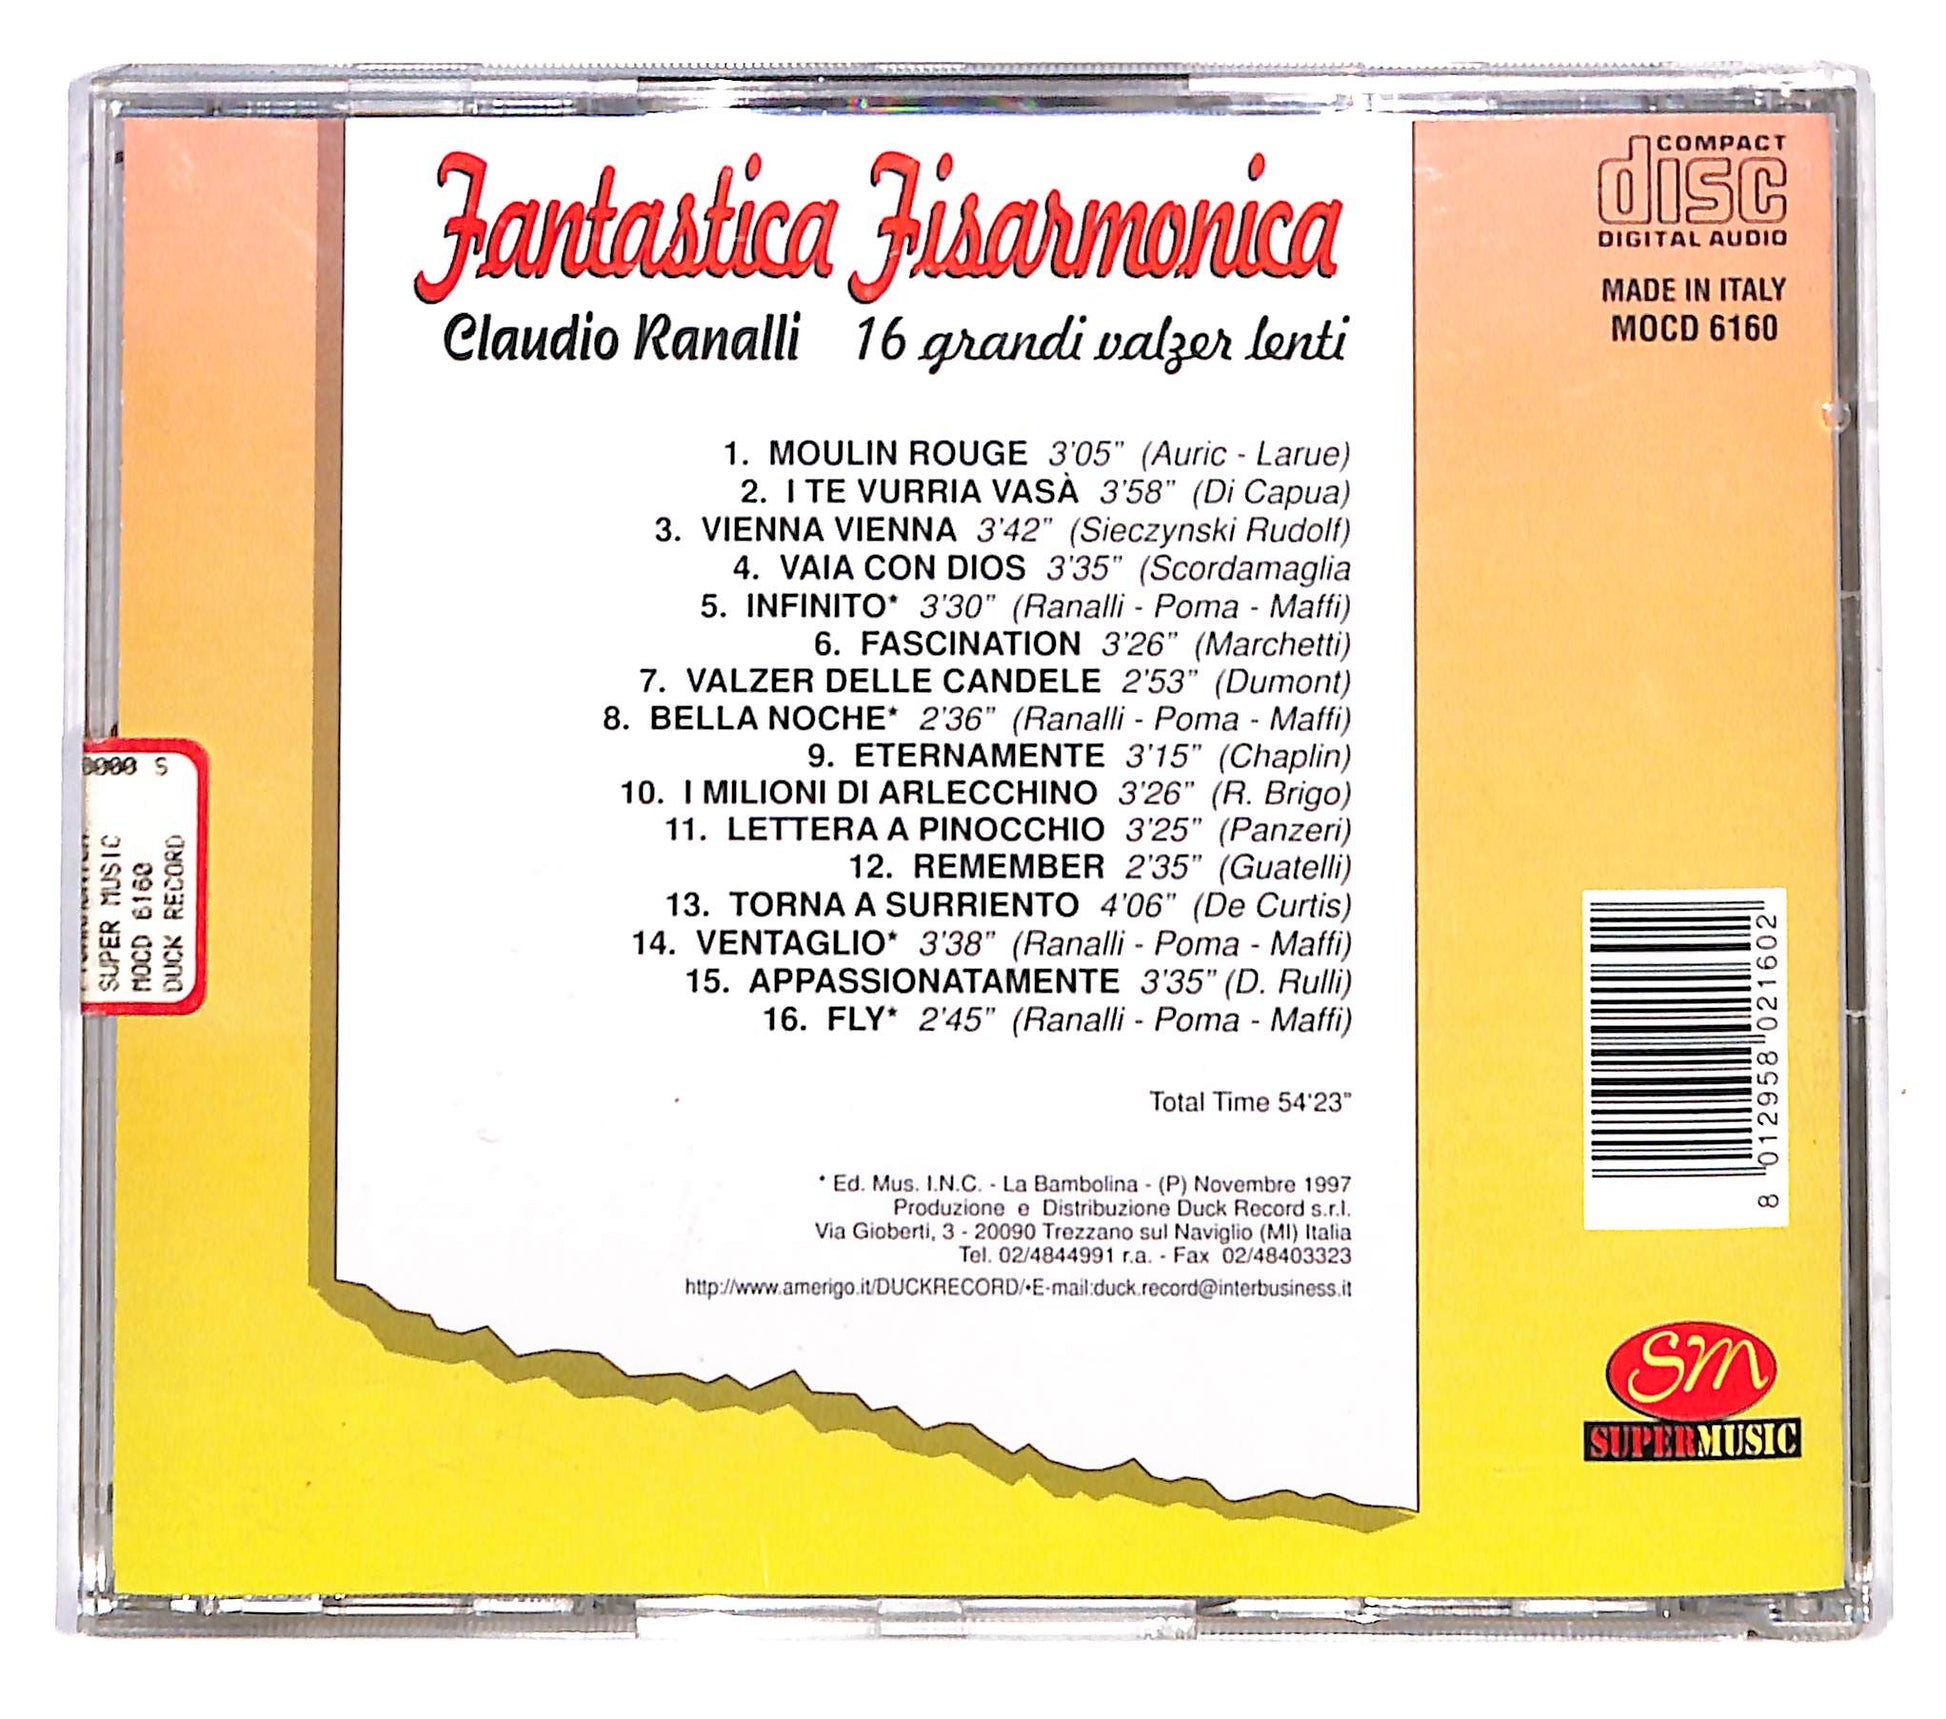 Fantastica Fisarmonica
Claudio Ranalli 16 grandi valzer lenti
1. MOULIN ROUGE 3'05" (Auric - Larue)
2. I TE VURRIA VASÀ 3'58" (Di Capua)
3. VIENNA VIENNA 3'42" (Sieczynski Rudolf)
4. VAIA CON DIOS 3'35" (Scordamaglia
5. INFINITO* 3'30" (Ranalli - Poma - Maffi)
6. FASCINATION 3'26" (Marchetti)
7. VALZER DELLE CANDELE 2'53" (Dumont)
8. BELLA NOCHE* 2'36" (Ranalli - Poma - Maffi)
9. ETERNAMENTE 3'15" (Chaplin)
10. I MILIONI DI ARLECCHINO 3'26" (R. Brigo)
11. LETTERA A PINOCCHIO 3'25" (Panzeri)
12. REMEMBER 2'35" (Guatelli)
13. TORNA A SURRIENTO 4'06" (De Curtis)
14. VENTAGLIO* 3'38" (Ranalli - Poma - Maffi)
15. APPASSIONATAMENTE 3'35" (D. Rulli)
16. FLY* 2'45" (Ranalli - Poma - Maffi)
Total Time 54'23"
* Ed. Mus. I.N.C. - La Bambolina - (P) Novembre 1997
Produzione e Distribuzione Duck Record s.r.l.
Via Gioberti, 3 - 20090 Trezzano sul Naviglio (MI) Italia
Tel. 02/4844991 r.a. - Fax 02/48403323
http://www.amerigo.it/DUCKRECORD/•E-mail:duck.record@interbusiness.it
COMPACT
disc
DIGITAL AUDIO
MADE IN ITALY
MOCD 6160
8 012958 021602
SM
SUPERMUSIC
0000 S
SUPER MUSIC
MOCD 6160
DUCK RECORD